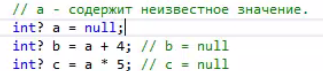 // a - содержит неизвестное значение.
int? a = null;
int? b = a + 4; // b = null
int? c = a * 5; // c = null